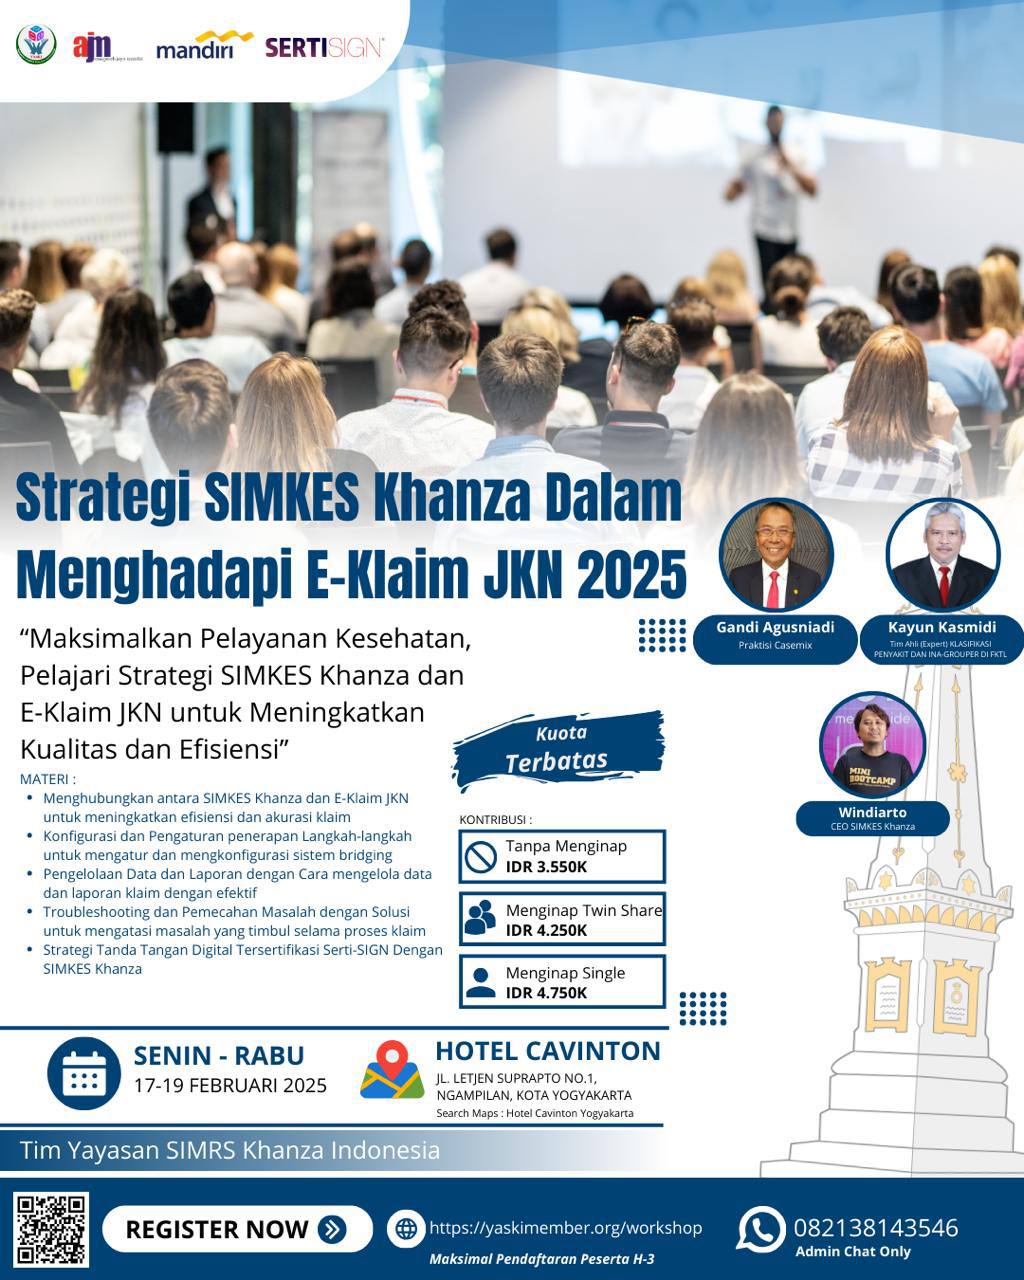 ajm
mandiri
SERTISIGN
Strategi SIMKES Khanza Dalam
Menghadapi E-Klaim JKN 2025
“Maksimalkan Pelayanan Kesehatan,
Pelajari Strategi SIMKES Khanza dan
E-Klaim JKN untuk Meningkatkan
Kualitas dan Efisiensi”
Gandi Agusniadi
Praktisi Casemix
Kayun Kasmidi
Tim Ahli (Expert) KLASIFIKASI
PENYAKIT DAN INA-GROUPER DI FKTL
MINI
BOOTCAMP
Windiarto
CEO SIMKES Khanza
Kuota
Terbatas
MATERI :
• Menghubungkan antara SIMKES Khanza dan E-Klaim JKN
untuk meningkatkan efisiensi dan akurasi klaim
• Konfigurasi dan Pengaturan penerapan Langkah-langkah
untuk mengatur dan mengkonfigurasi sistem bridging
• Pengelolaan Data dan Laporan dengan Cara mengelola data
dan laporan klaim dengan efektif
• Troubleshooting dan Pemecahan Masalah dengan Solusi
untuk mengatasi masalah yang timbul selama proses klaim
• Strategi Tanda Tangan Digital Tersertifikasi Serti-SIGN Dengan
SIMKES Khanza
KONTRIBUSI :
Tanpa Menginap
IDR 3.550K
Menginap Twin Share
IDR 4.250K
Menginap Single
IDR 4.750K
SENIN - RABU
17-19 FEBRUARI 2025
HOTEL CAVINTON
JL. LETJEN SUPRAPTO NO.1,
NGAMPILAN, KOTA YOGYAKARTA
Search Maps : Hotel Cavinton Yogyakarta
Tim Yayasan SIMRS Khanza Indonesia
REGISTER NOW
https://yaskimember.org/workshop
Maksimal Pendaftaran Peserta H-3
082138143546
Admin Chat Only